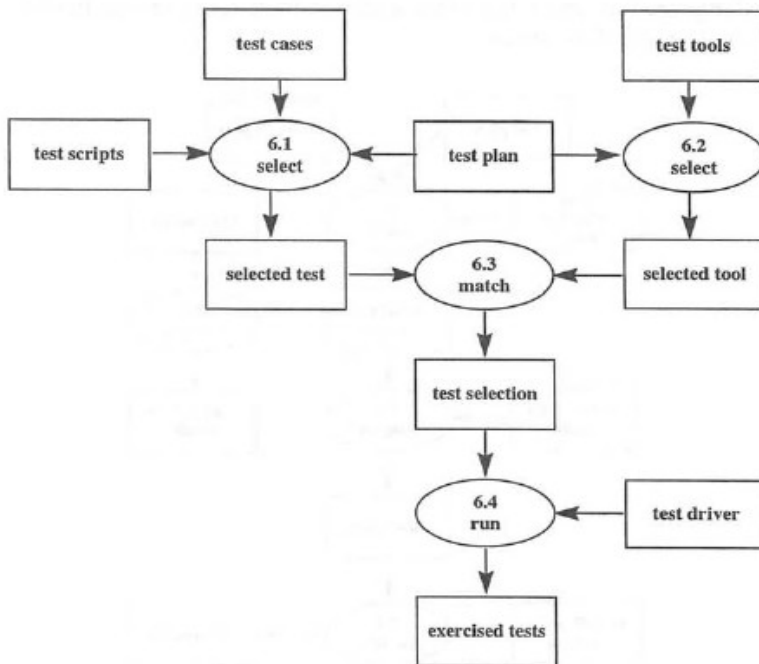 test cases
test tools
test scripts
6.1
select
test plan
6.2
select
selected test
6.3
match
selected tool
test selection
6.4
run
test driver
exercised tests